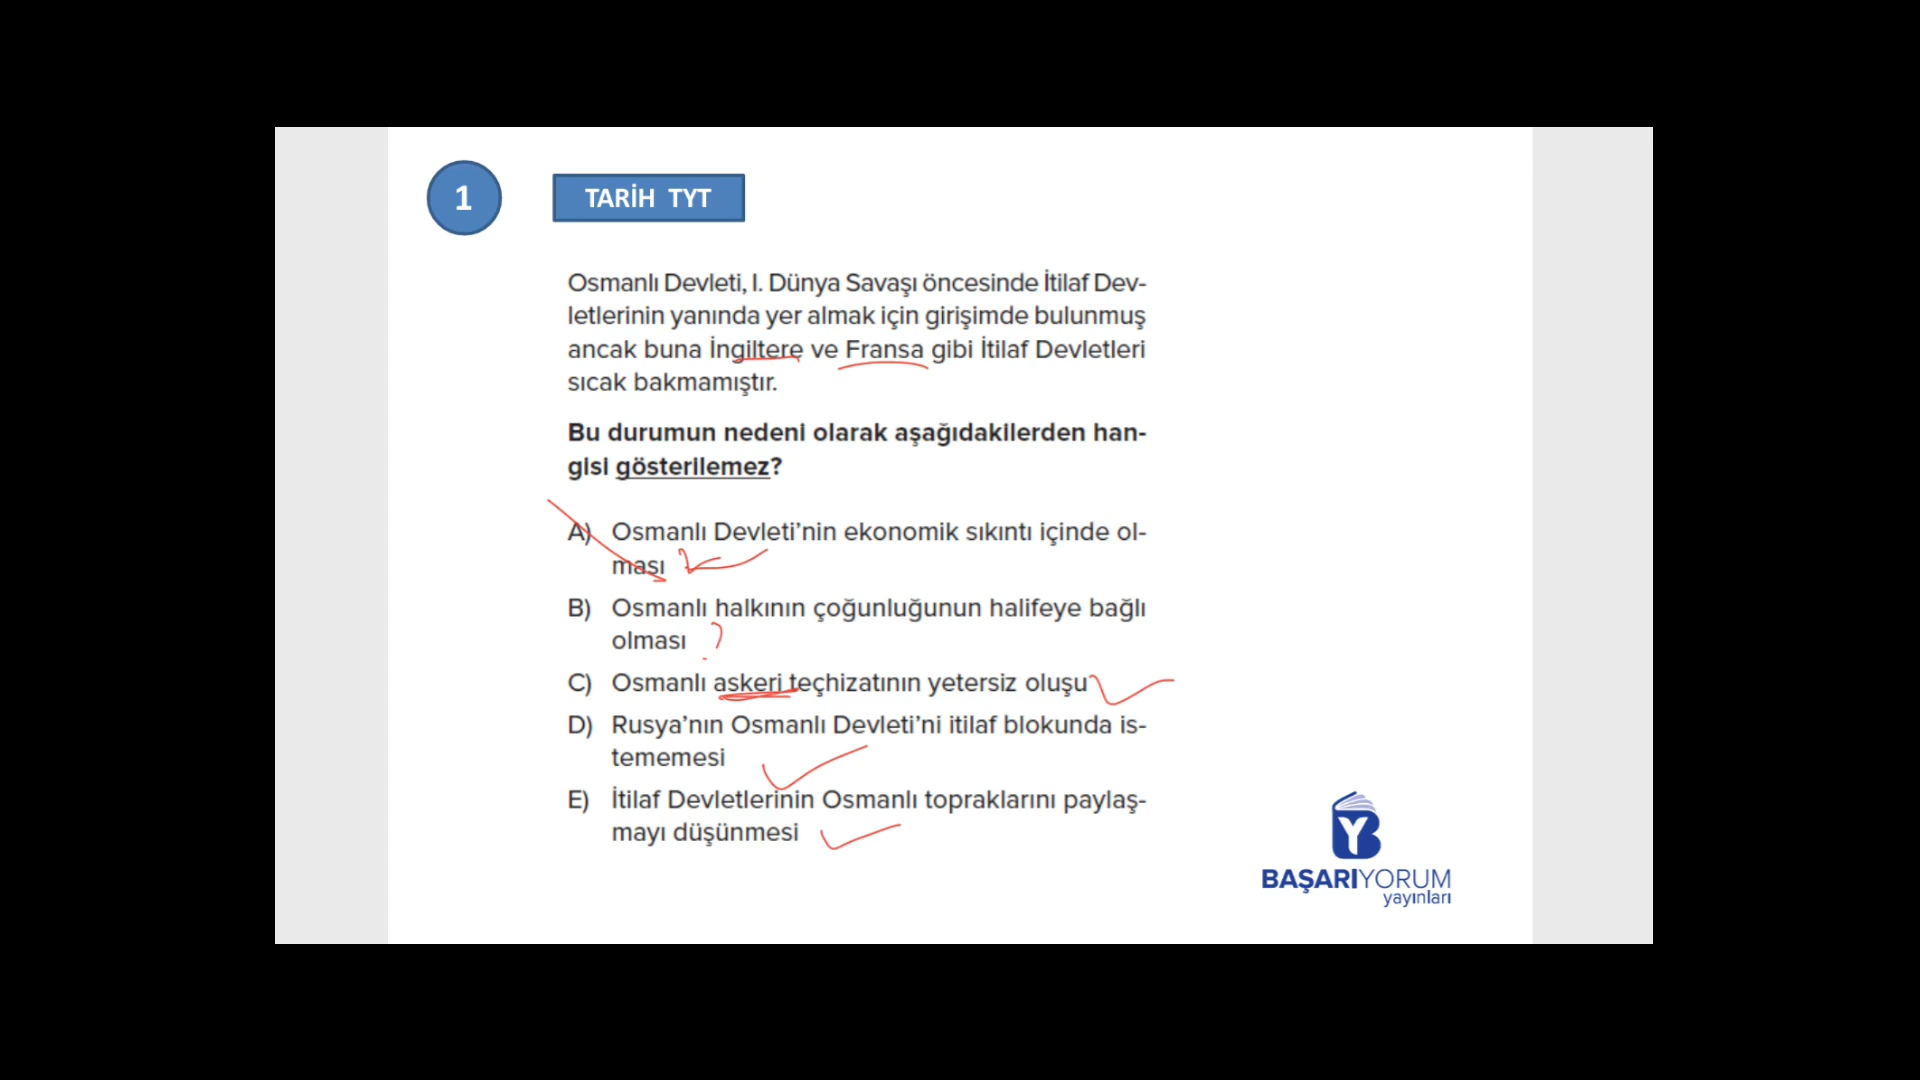 1
TARİH TYT
Osmanlı Devleti, I. Dünya Savaşı öncesinde İtilaf Dev-
letlerinin yanında yer almak için girişimde bulunmuş
ancak buna İngiltere ve Fransa gibi İtilaf Devletleri
sıcak bakmamıştır.
Bu durumun nedeni olarak aşağıdakilerden han-
gisi gösterilemez?
A) Osmanlı Devleti'nin ekonomik sıkıntı içinde ol-
ması
B) Osmanlı halkının çoğunluğunun halifeye bağlı
olması ?
C) Osmanlı askeri teçhizatının yetersiz oluşu
D) Rusya'nın Osmanlı Devleti'ni itilaf blokunda is-
tememesi
E) İtilaf Devletlerinin Osmanlı topraklarını paylaş-
mayı düşünmesi
BAŞARIYORUM
yayınları